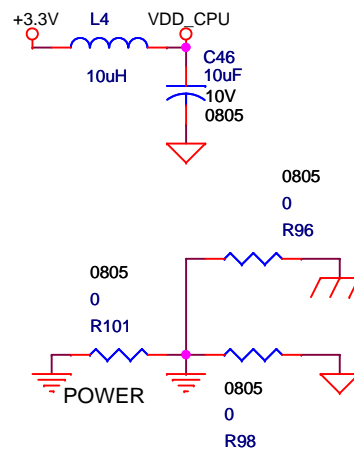 +3.3V
L4
VDD_CPU
10uH
C46
10uF
10V
0805
0805
0
R96
0805
0
R101
POWER
0805
0
R98